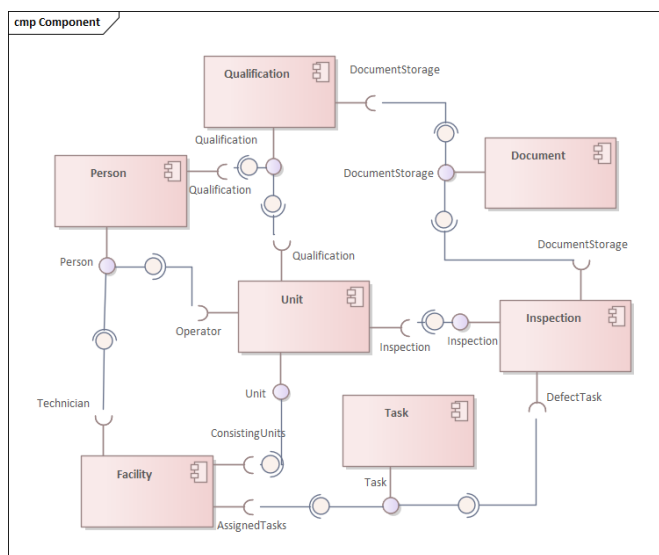 cmp Component
DocumentStorage
Qualification
Qualification
Document
Person
DocumentStorage
Qualification
DocumentStorage
Qualification
Person
Unit
Inspection
Operator
Inspection
Inspection
Unit
DefectTask
Technician
Task
ConsistingUnits
Facility
Task
AssignedTasks